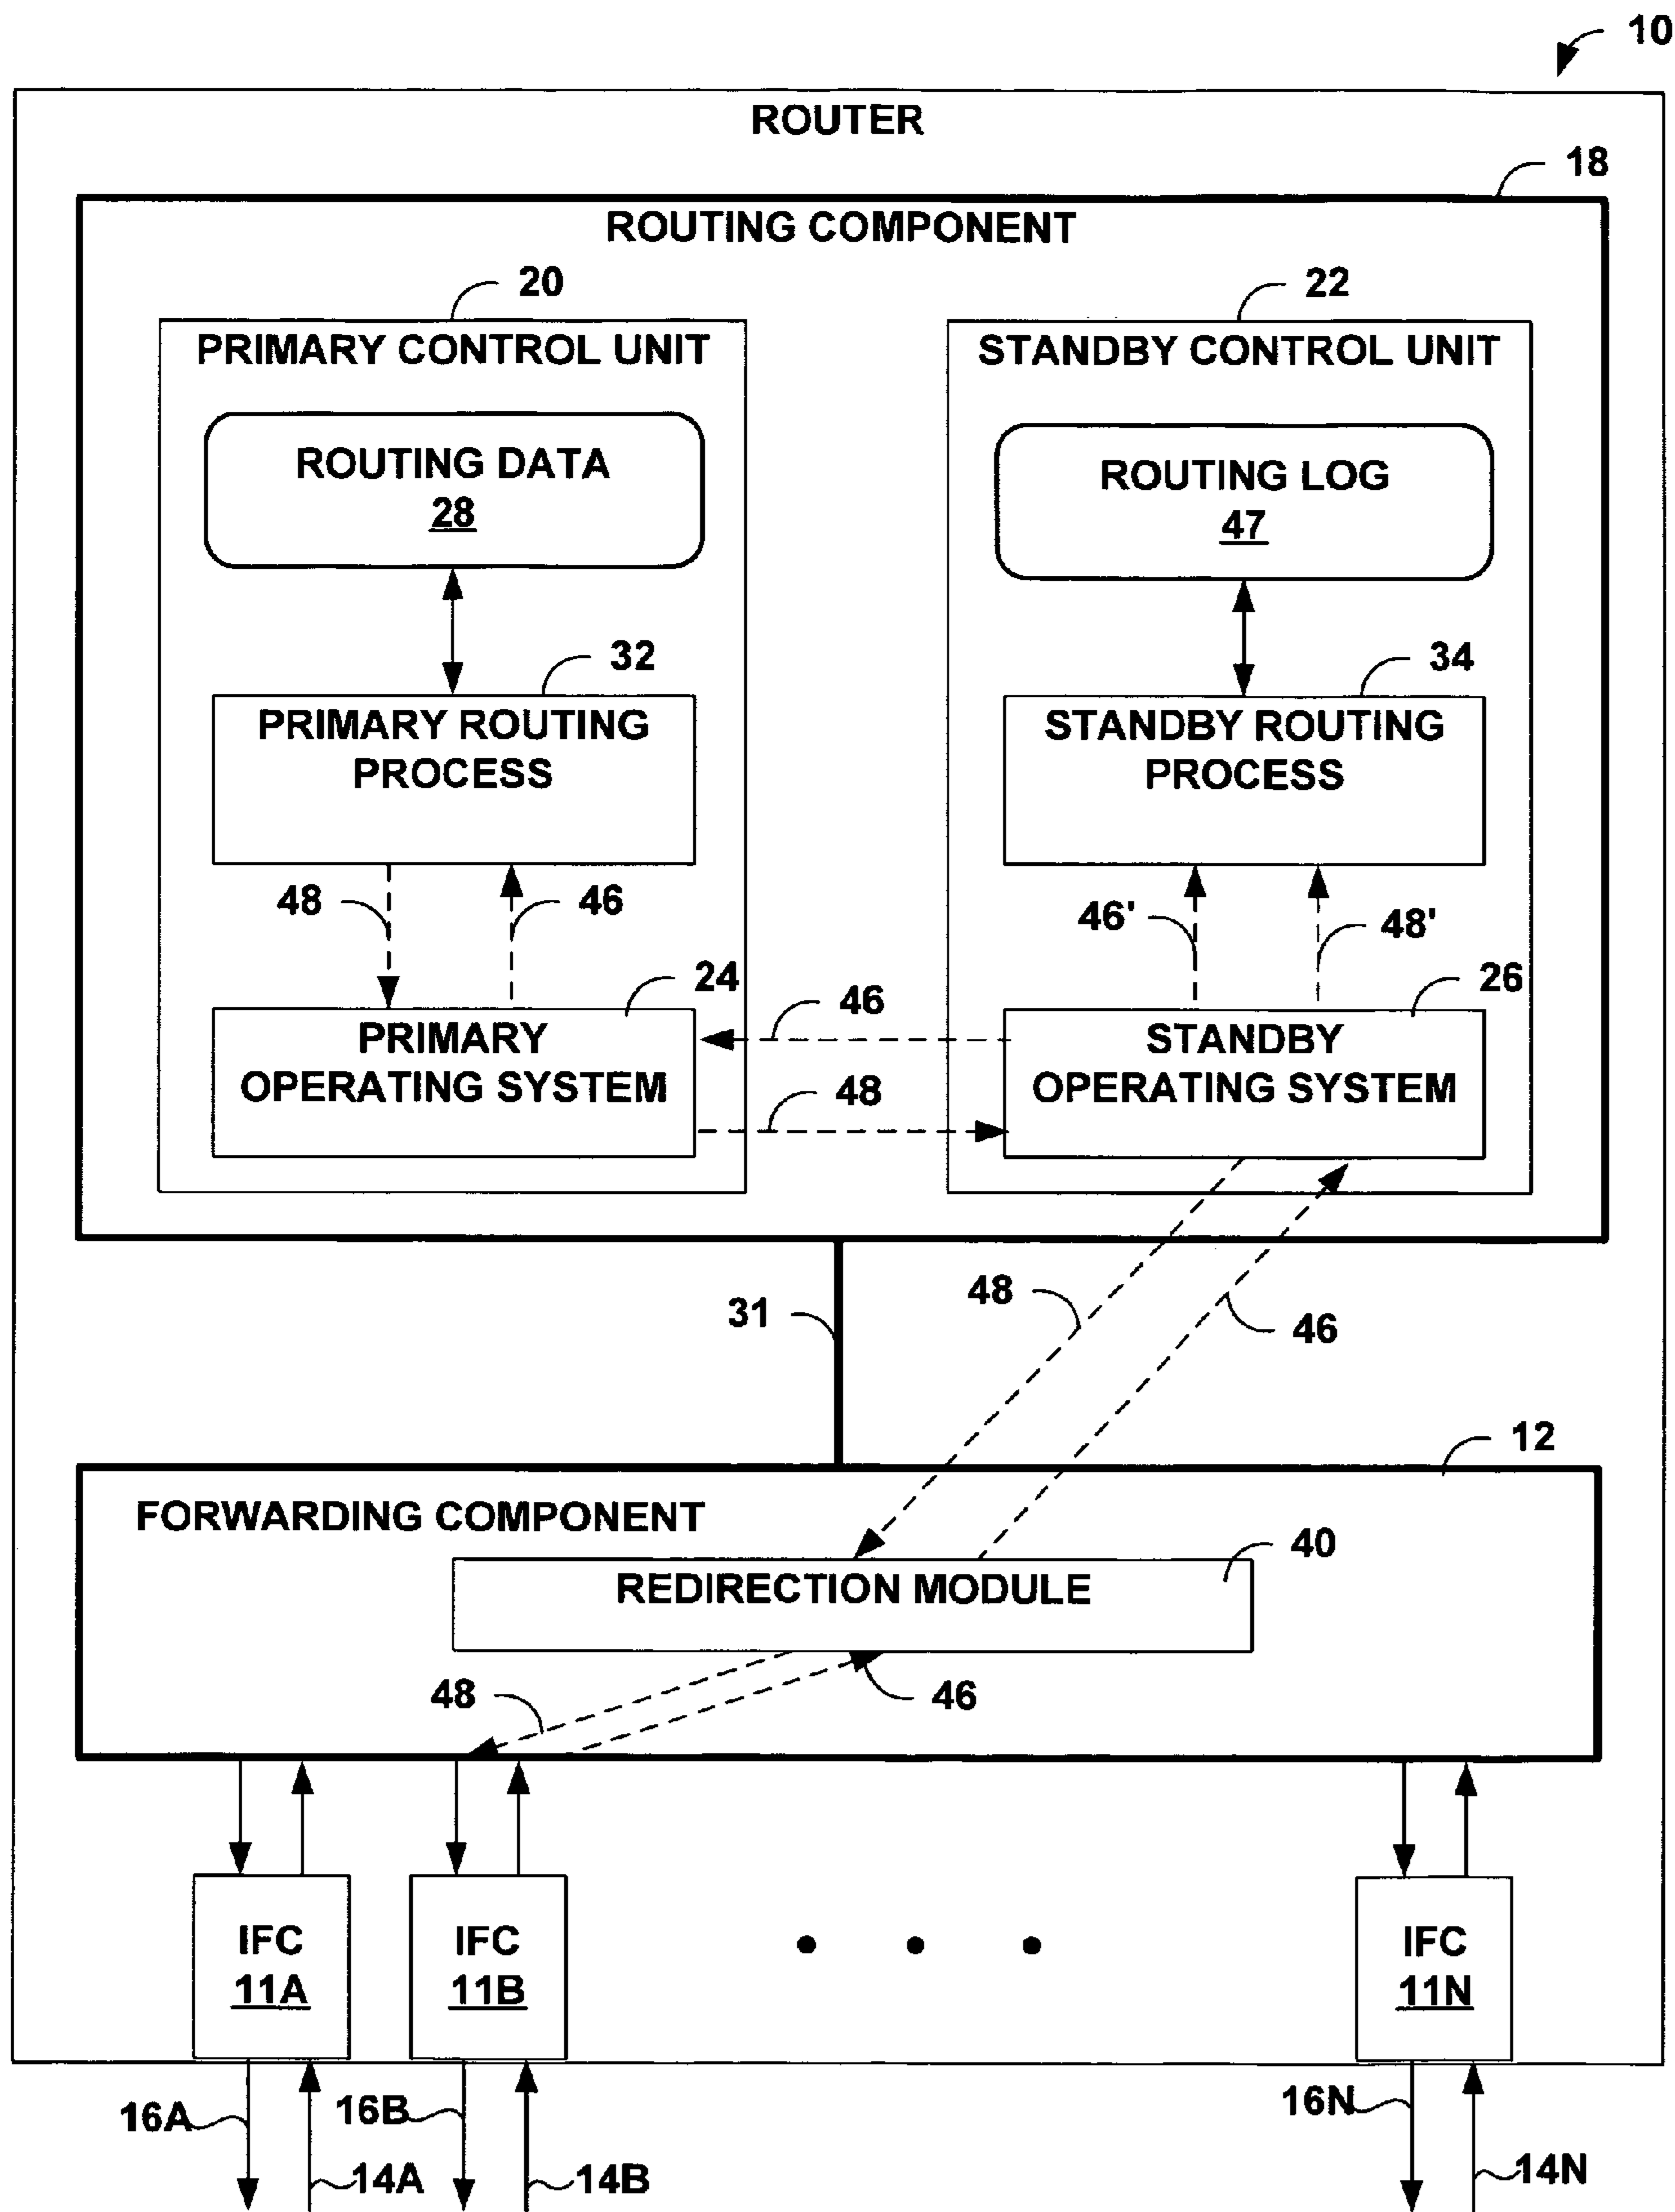 10
ROUTER
18
ROUTING COMPONENT
20
22
PRIMARY CONTROL UNIT
STANDBY CONTROL UNIT
ROUTING DATA
28
ROUTING LOG
47
32
34
PRIMARY ROUTING
PROCESS
STANDBY ROUTING
PROCESS
48
46
46'
48'
24
26
46
PRIMARY
OPERATING SYSTEM
STANDBY
OPERATING SYSTEM
48
31
48
46
12
FORWARDING COMPONENT
40
REDIRECTION MODULE
48
46
IFC
11A
IFC
11B
IFC
11N
16A
14A
16B
14B
16N
14N